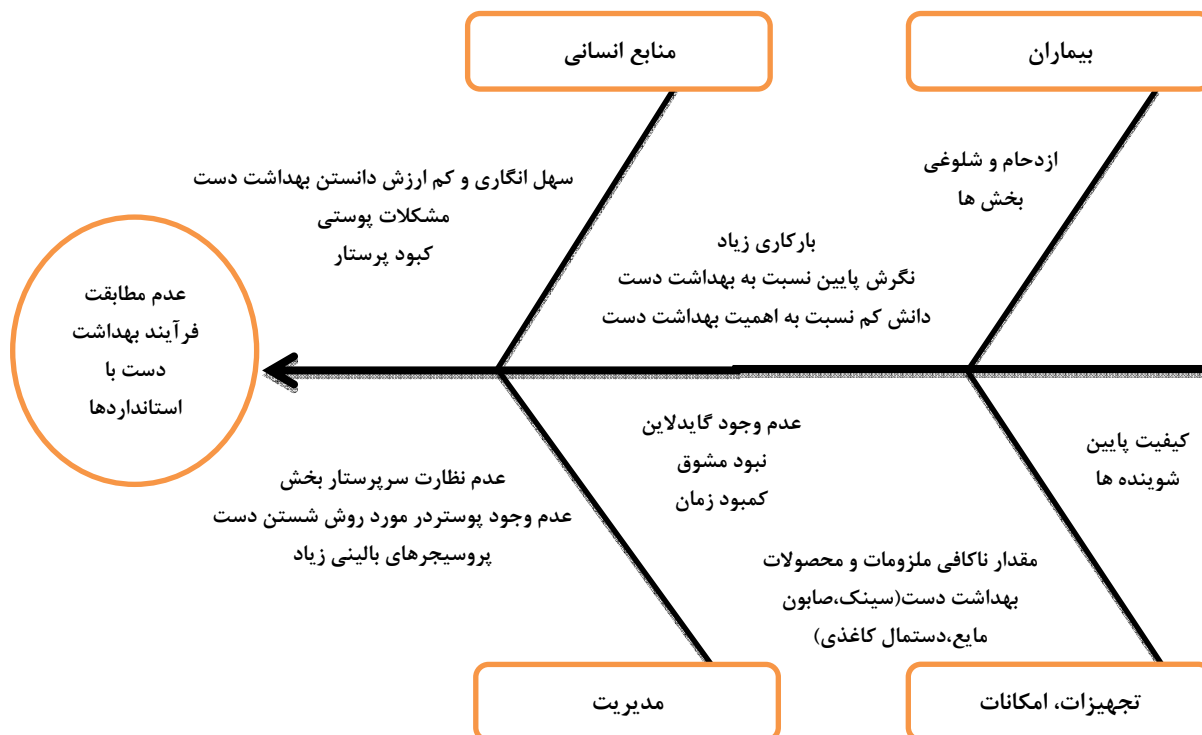 بیماران
منابع انسانی
ازدحام و شلوغی
بخش ها
سهل انگاری و کم ارزش دانستن بهداشت دست
مشکلات پوستی
کبود پرستار
بارکاری زیاد
نگرش پایین نسبت به بهداشت دست
دانش کم نسبت به اهمیت بهداشت دست
عدم مطابقت
فرآیند بهداشت
دست با
استانداردها
کیفیت پایین
شوینده ها
عدم وجود گایدلاین
نبود مشوق
کمبود زمان
عدم نظارت سرپرستار بخش
عدم وجود پوستردر مورد روش شستن دست
پروسیجرهای بالینی زیاد
مقدار ناکافی ملزومات و محصولات
بهداشت دست(سینک،صابون
مایع،دستمال کاغذی)
تجهیزات، امکانات
مدیریت